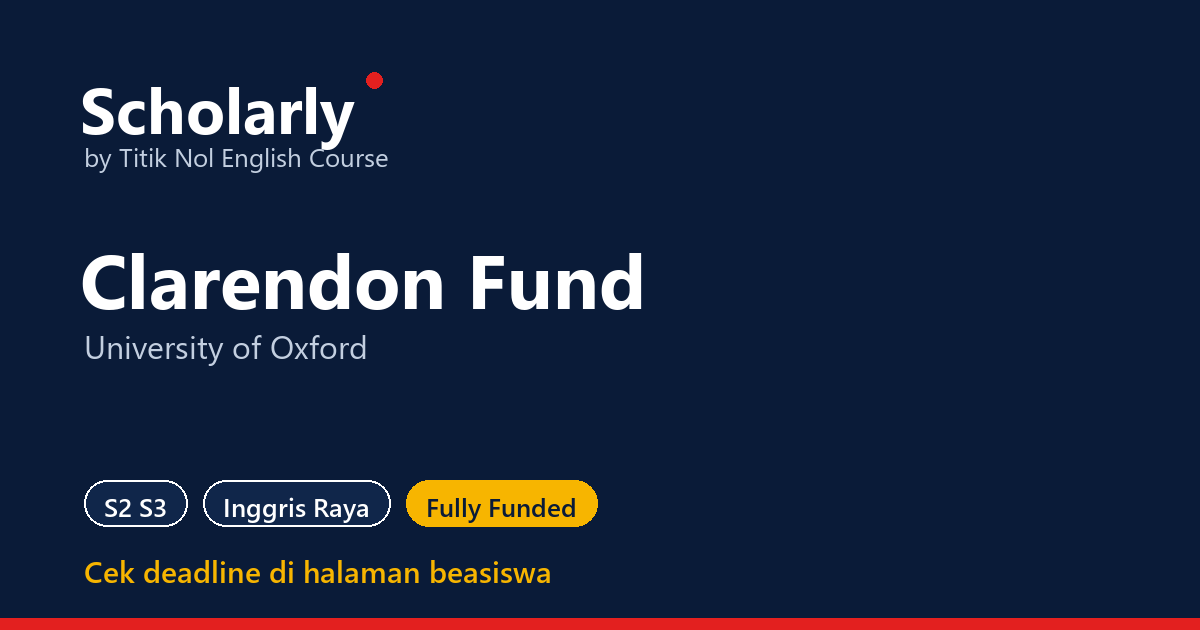 Scholarly
by Titik Nol English Course
Clarendon Fund
University of Oxford
S2 S3 Inggris Raya Fully Funded
Cek deadline di halaman beasiswa